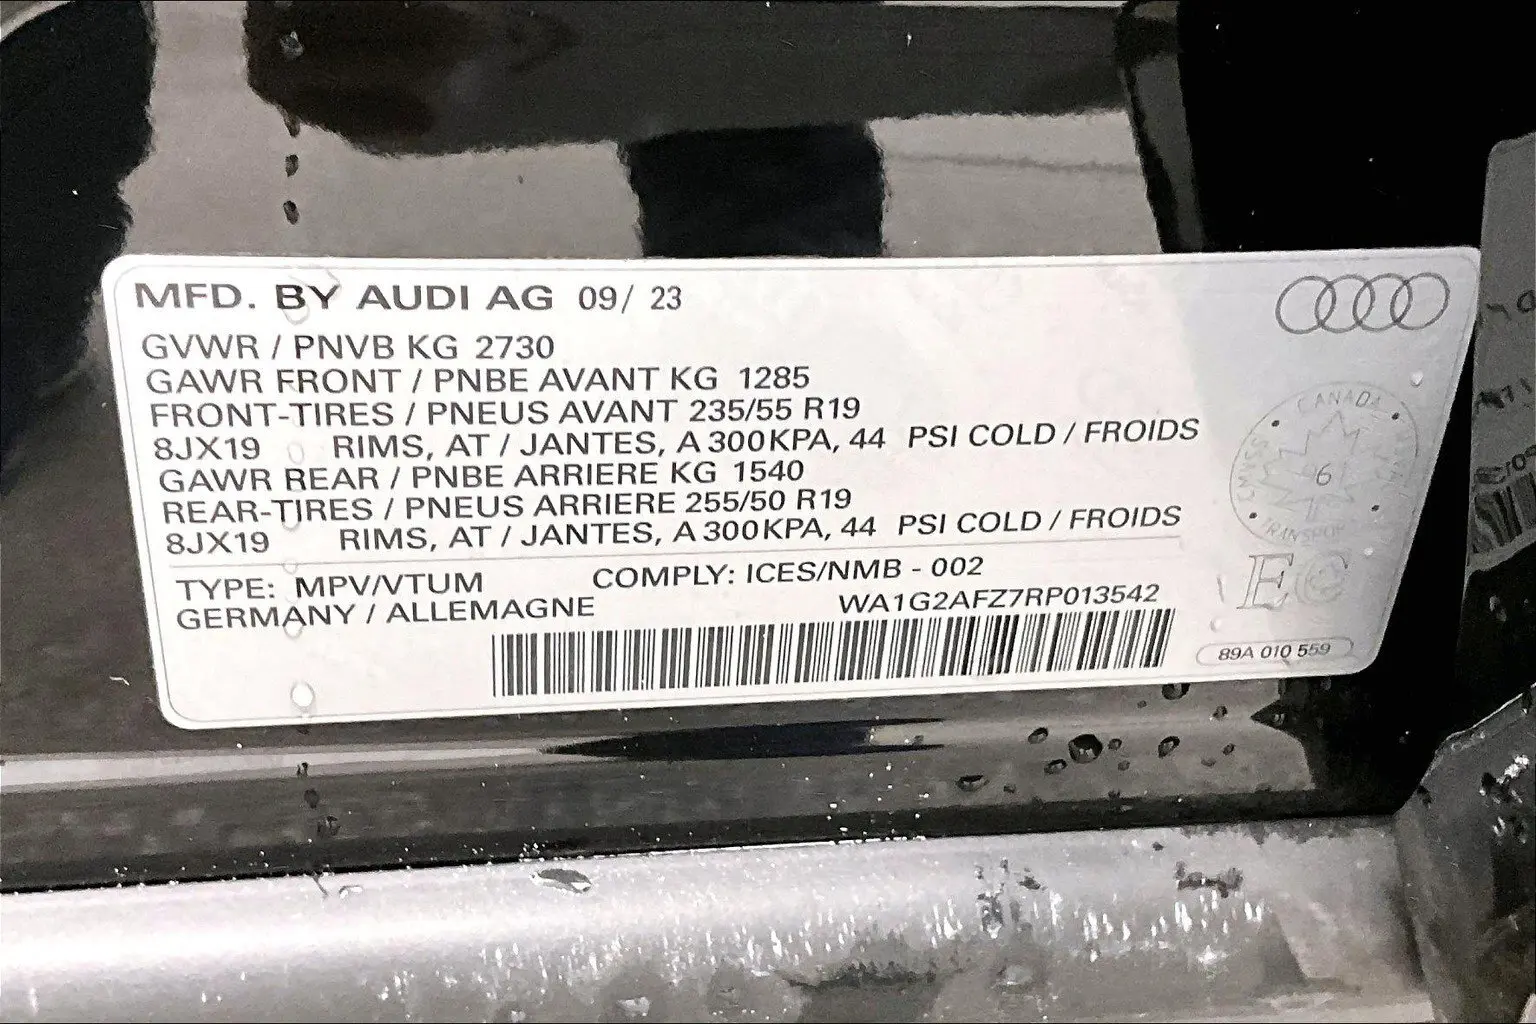 MFD. BY AUDI AG 09/ 23
GVWR / PNVB KG 2730
GAWR FRONT / PNBE AVANT KG 1285
FRONT-TIRES / PNEUS AVANT 235/55 R19
8JX19 RIMS, AT / JANTES, A 300KPA, 44 PSI COLD / FROIDS
GAWR REAR / PNBE ARRIERE KG 1540
REAR-TIRES / PNEUS ARRIERE 255/50 R19
8JX19 RIMS, AT / JANTES, A 300KPA, 44 PSI COLD / FROIDS
TYPE: MPV/VTUM COMPLY: ICES/NMB - 002
GERMANY / ALLEMAGNE WA1G2AFZ7RP013542
CANADA
TRANSPORT
EC
89A 010 559